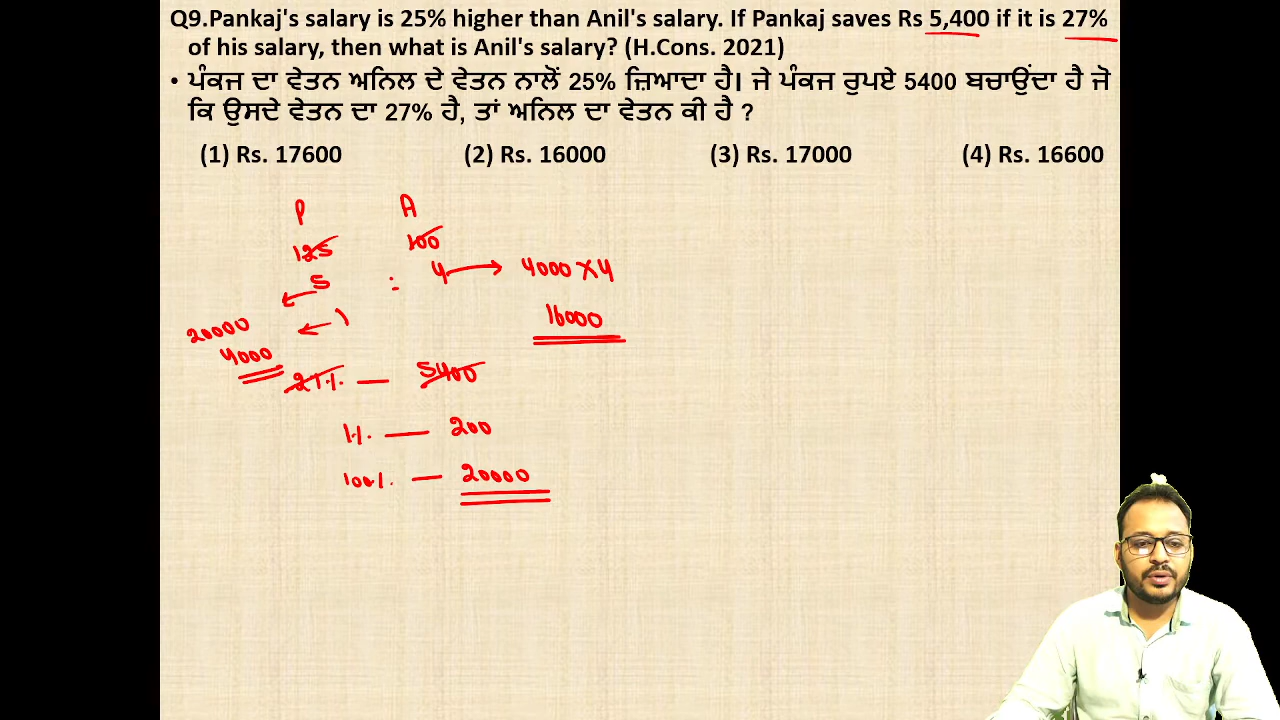 Q9.Pankaj's salary is 25% higher than Anil's salary. If Pankaj saves Rs 5,400 if it is 27%
of his salary, then what is Anil's salary? (H.Cons. 2021)
• ਪੰਕਜ ਦਾ ਵੇਤਨ ਅਨਿਲ ਦੇ ਵੇਤਨ ਨਾਲੋਂ 25% ਜ਼ਿਆਦਾ ਹੈ। ਜੇ ਪੰਕਜ ਰੁਪਏ 5400 ਬਚਾਉਂਦਾ ਹੈ ਜੋ
ਕਿ ਉਸਦੇ ਵੇਤਨ ਦਾ 27% ਹੈ, ਤਾਂ ਅਨਿਲ ਦਾ ਵੇਤਨ ਕੀ ਹੈ ?
(1) Rs. 17600 (2) Rs. 16000 (3) Rs. 17000 (4) Rs. 16600
P A
125 100
5 : 4 → 4000 × 4
16000
20000 ← 1
4000
27% — 5400
1% — 200
100% — 20000